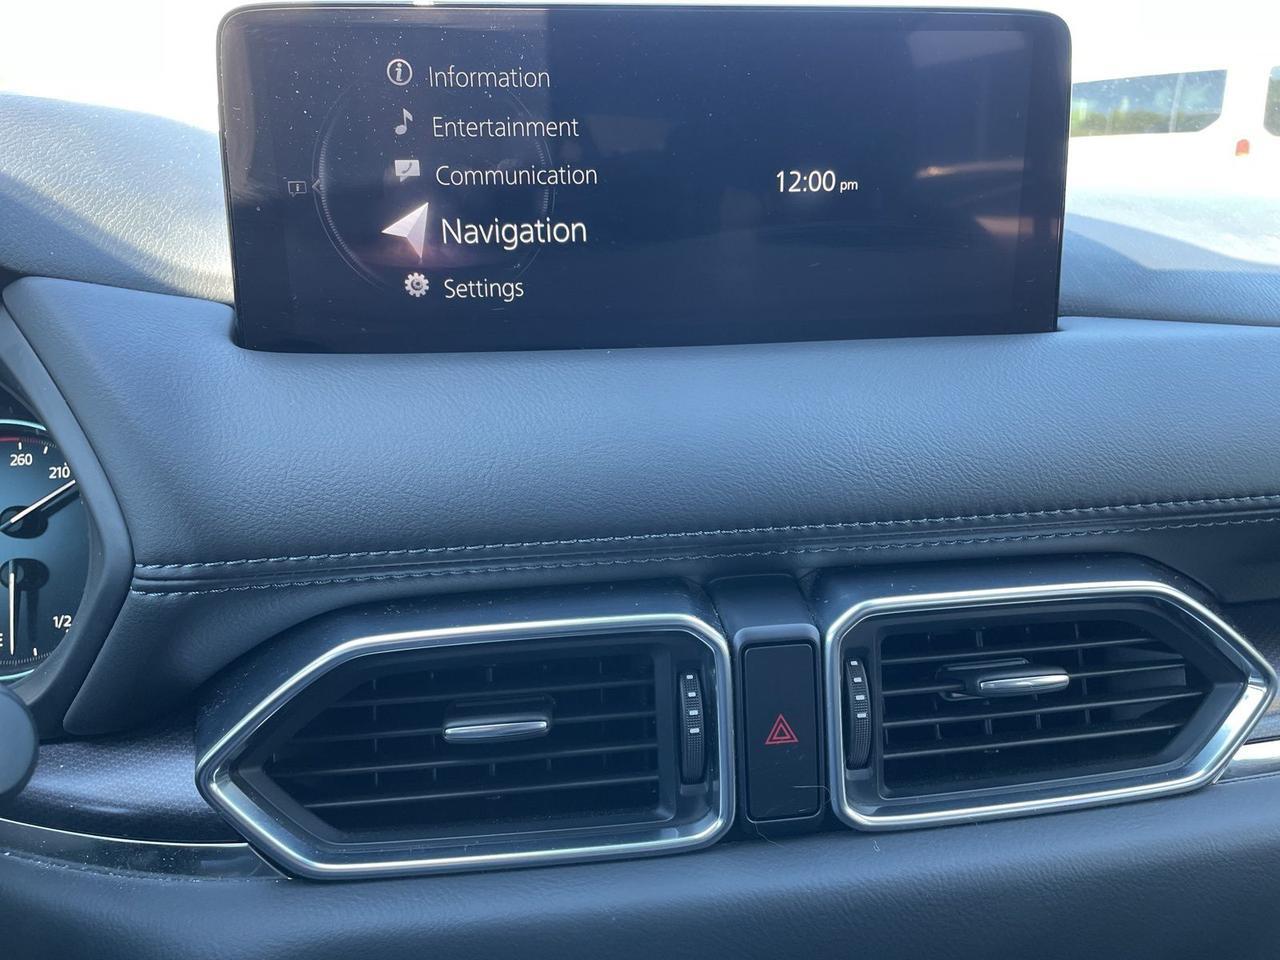 Information
Entertainment
Communication
12:00 pm
Navigation
Settings
260
210
1/2
E